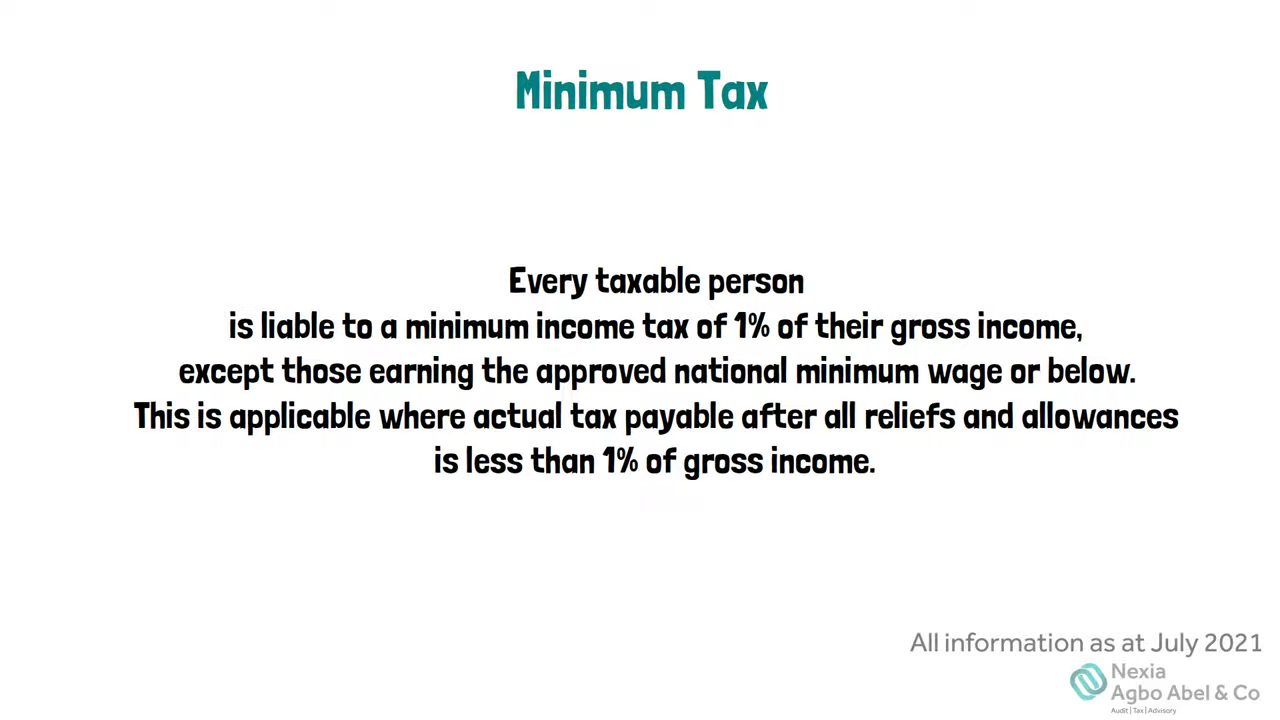 Minimum Tax
Every taxable person
is liable to a minimum income tax of 1% of their gross income,
except those earning the approved national minimum wage or below.
This is applicable where actual tax payable after all reliefs and allowances
is less than 1% of gross income.
All information as at July 2021
Nexia
Agbo Abel & Co
Audit | Tax | Advisory